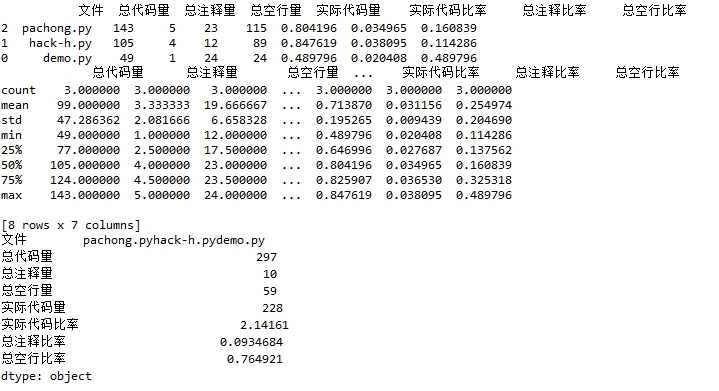 文件 总代码量 总注释量 总空行量 实际代码量 实际代码比率 总注释比率 总空行比率
2 pachong.py 143 5 23 115 0.804196 0.034965 0.160839
1 hack-h.py 105 4 12 89 0.847619 0.038095 0.114286
0 demo.py 49 1 24 24 0.489796 0.020408 0.489796
总代码量 总注释量 总空行量 ... 实际代码比率 总注释比率 总空行比率
count 3.000000 3.000000 3.000000 ... 3.000000 3.000000 3.000000
mean 99.000000 3.333333 19.666667 ... 0.713870 0.031156 0.254974
std 47.286362 2.081666 6.658328 ... 0.195265 0.009439 0.204690
min 49.000000 1.000000 12.000000 ... 0.489796 0.020408 0.114286
25% 77.000000 2.500000 17.500000 ... 0.646996 0.027687 0.137562
50% 105.000000 4.000000 23.000000 ... 0.804196 0.034965 0.160839
75% 124.000000 4.500000 23.500000 ... 0.825907 0.036530 0.325318
max 143.000000 5.000000 24.000000 ... 0.847619 0.038095 0.489796
[8 rows x 7 columns]
文件 pachong.pyhack-h.pydemo.py
总代码量 297
总注释量 10
总空行量 59
实际代码量 228
实际代码比率 2.14161
总注释比率 0.0934684
总空行比率 0.764921
dtype: object